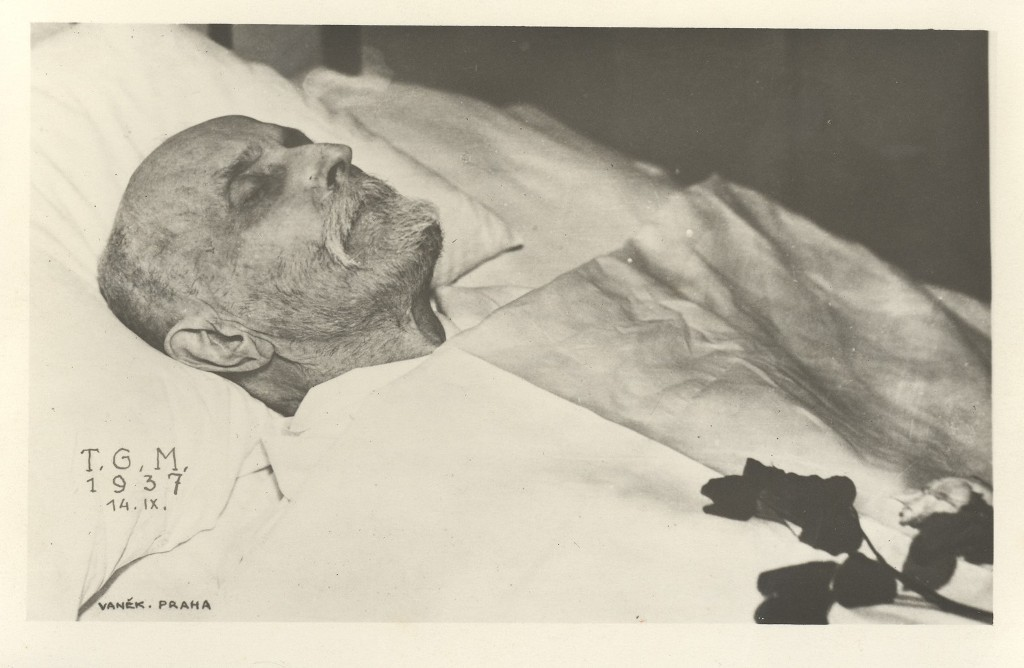 T. G. M.
1937
14. IX.
VANĚK. PRAHA